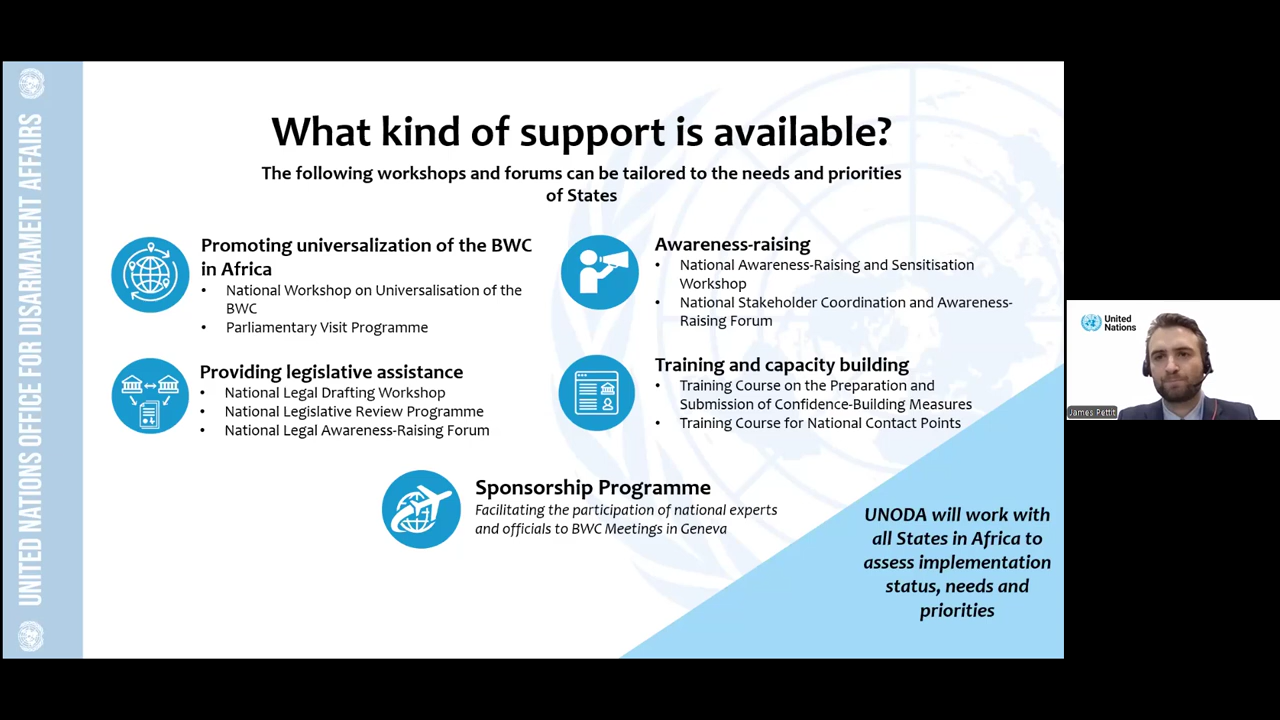 UNITED NATIONS OFFICE FOR DISARMAMENT AFFAIRS
What kind of support is available?
The following workshops and forums can be tailored to the needs and priorities
of States
Promoting universalization of the BWC
in Africa
• National Workshop on Universalisation of the
BWC
• Parliamentary Visit Programme
Awareness-raising
• National Awareness-Raising and Sensitisation
Workshop
• National Stakeholder Coordination and Awareness-
Raising Forum
Providing legislative assistance
• National Legal Drafting Workshop
• National Legislative Review Programme
• National Legal Awareness-Raising Forum
Training and capacity building
• Training Course on the Preparation and
Submission of Confidence-Building Measures
• Training Course for National Contact Points
Sponsorship Programme
Facilitating the participation of national experts
and officials to BWC Meetings in Geneva
UNODA will work with
all States in Africa to
assess implementation
status, needs and
priorities
United
Nations
James Pettit